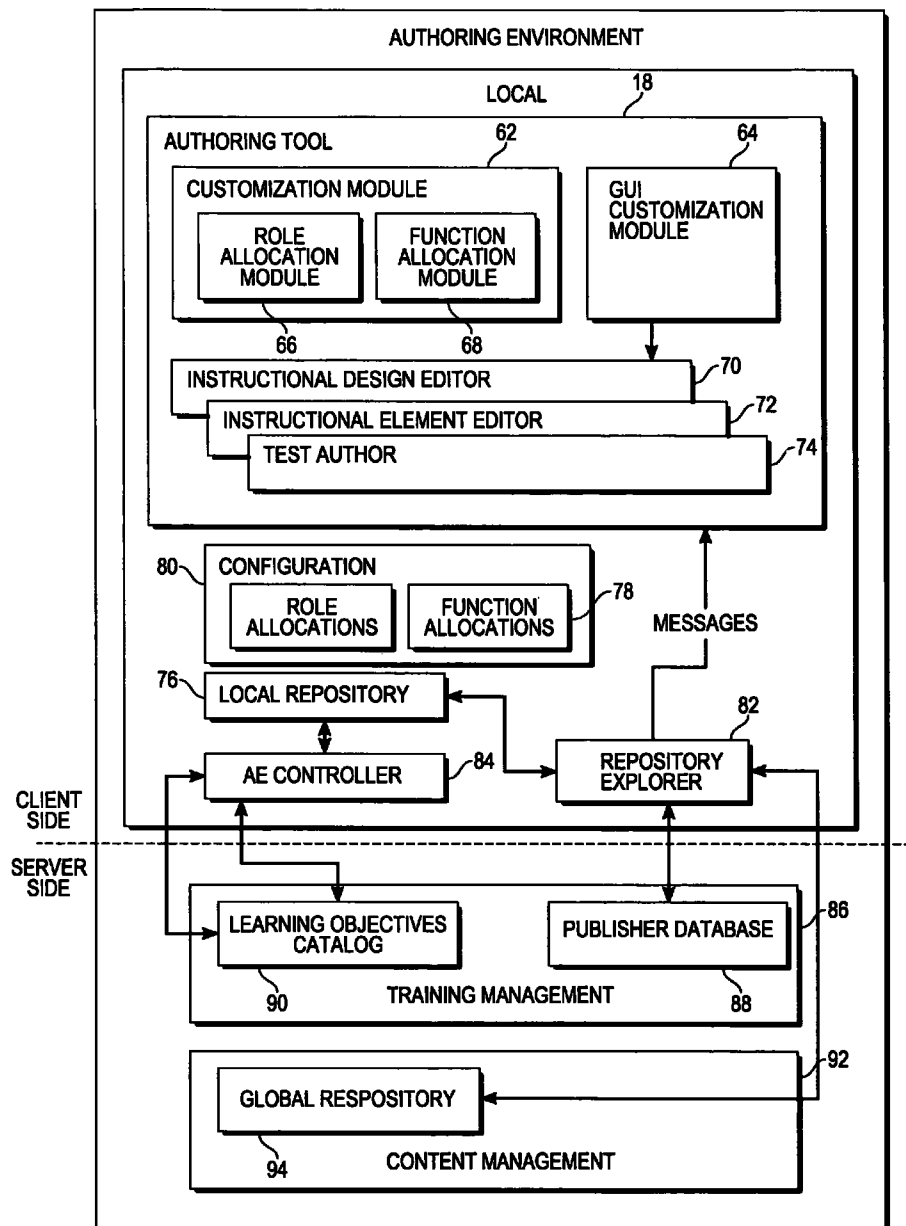 AUTHORING ENVIRONMENT
LOCAL
18
AUTHORING TOOL
62
64
CUSTOMIZATION MODULE
ROLE
ALLOCATION
MODULE
FUNCTION
ALLOCATION
MODULE
GUI
CUSTOMIZATION
MODULE
66
68
INSTRUCTIONAL DESIGN EDITOR
70
INSTRUCTIONAL ELEMENT EDITOR
72
TEST AUTHOR
74
80
CONFIGURATION
ROLE
ALLOCATIONS
FUNCTION
ALLOCATIONS
78
MESSAGES
76
LOCAL REPOSITORY
82
AE CONTROLLER
84
REPOSITORY
EXPLORER
CLIENT
SIDE
SERVER
SIDE
LEARNING OBJECTIVES
CATALOG
PUBLISHER DATABASE
86
90
TRAINING MANAGEMENT
88
92
GLOBAL RESPOSITORY
94
CONTENT MANAGEMENT